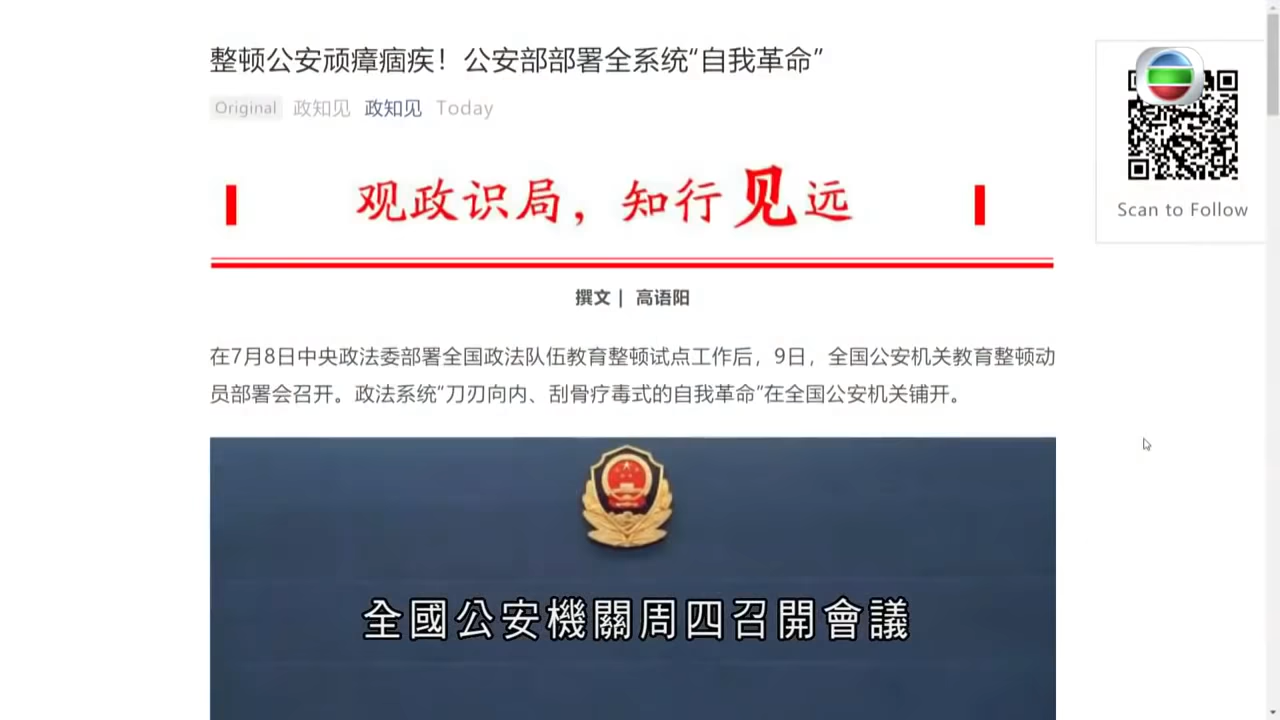 整顿公安顽瘴痼疾！公安部部署全系统“自我革命”
Original 政知见 政知见 Today
观政识局，知行见远
Scan to Follow
撰文｜ 高语阳
在7月8日中央政法委部署全国政法队伍教育整顿试点工作后，9日，全国公安机关教育整顿动
员部署会召开。政法系统“刀刃向内、刮骨疗毒式的自我革命”在全国公安机关铺开。
全國公安機關周四召開會議